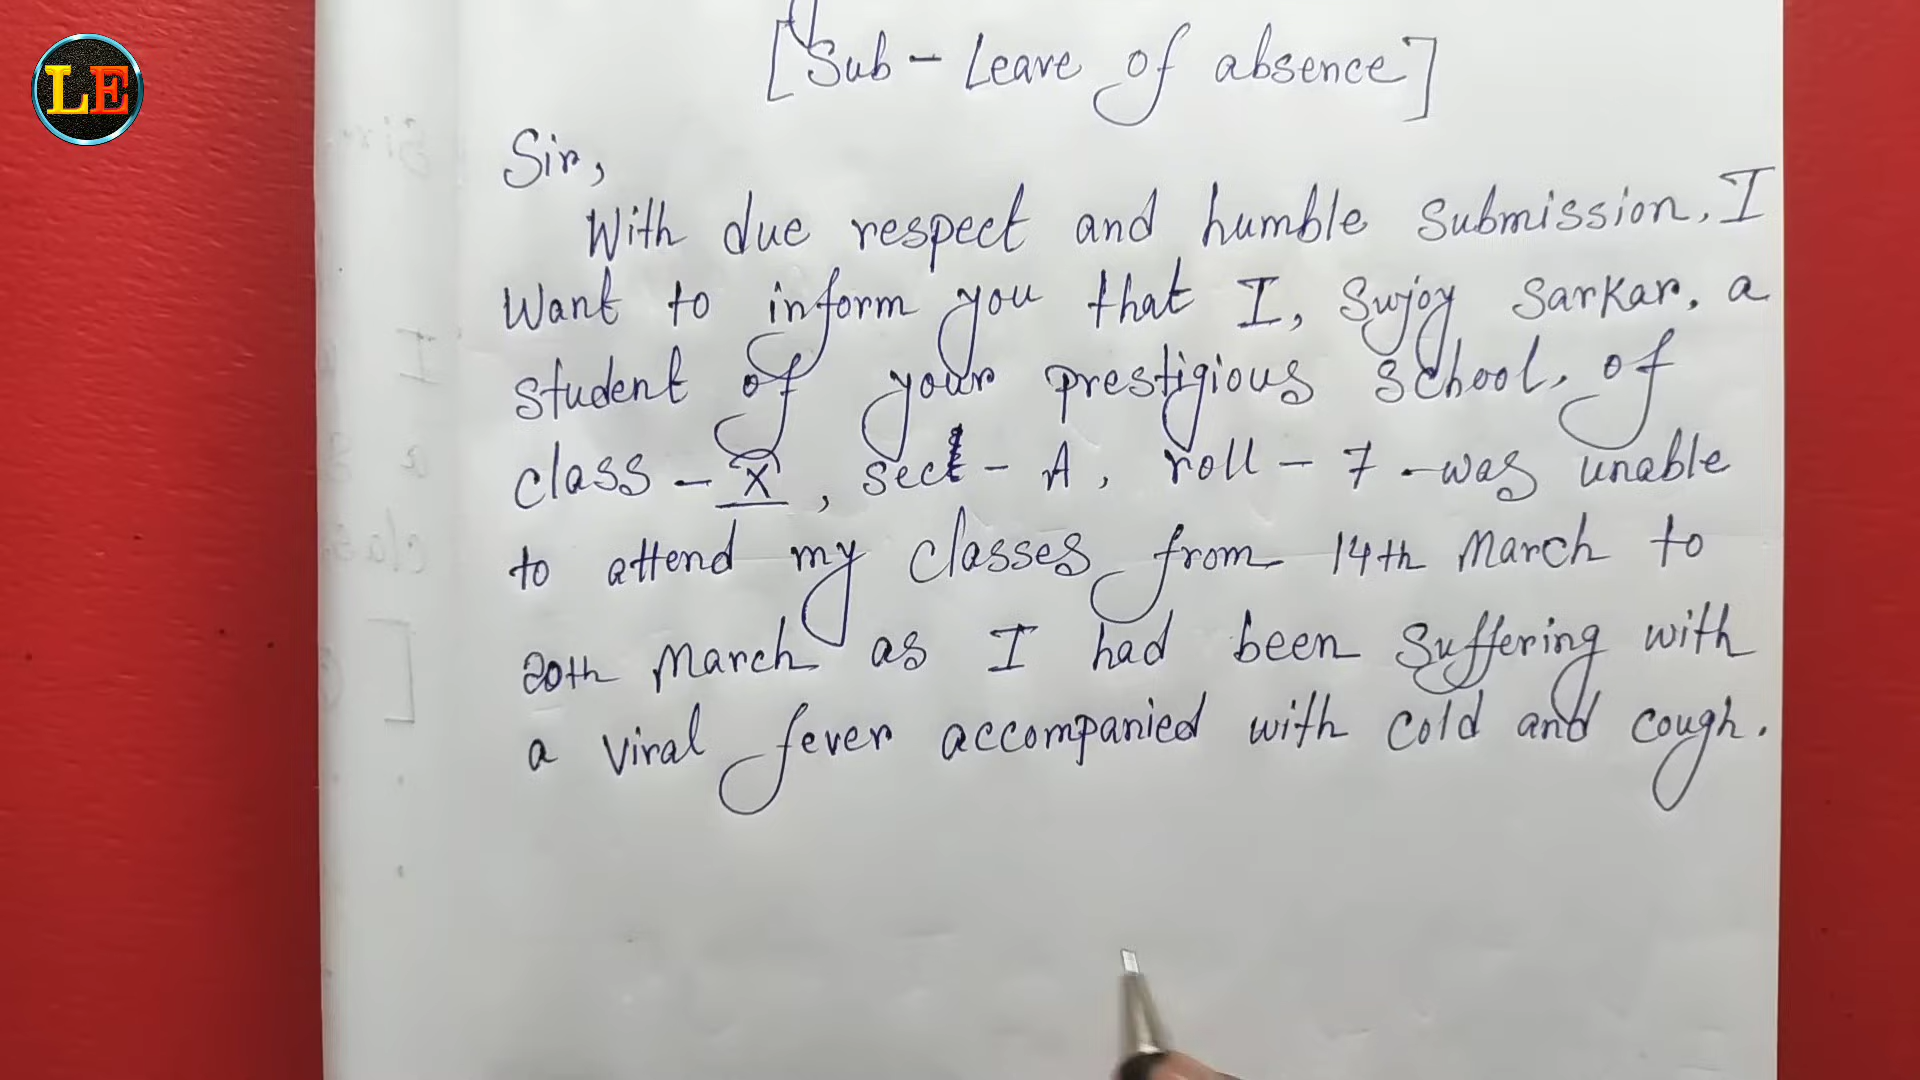 LE
[Sub - Leave of absence]
Sir,
With due respect and humble submission, I
want to inform you that I, Sujoy Sarkar, a
student of your prestigious school, of
class - X, sec - A, roll - 7 - was unable
to attend my classes from 14th March to
20th March as I had been suffering with
a viral fever accompanied with cold and cough.